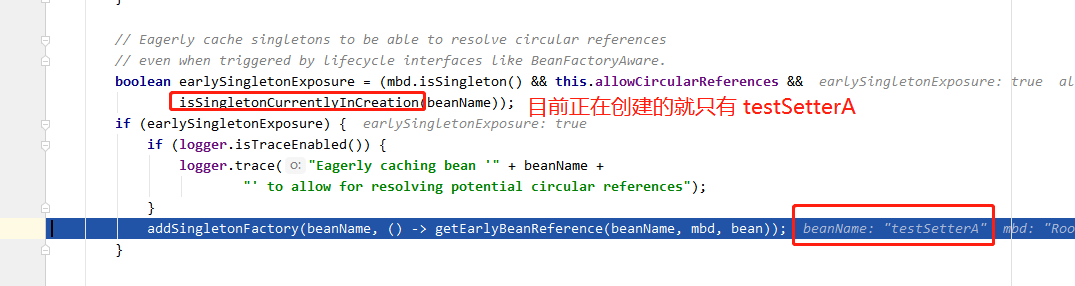 }
// Eagerly cache singletons to be able to resolve circular references
// even when triggered by lifecycle interfaces like BeanFactoryAware.
boolean earlySingletonExposure = (mbd.isSingleton() && this.allowCircularReferences && earlySingletonExposure: true al
isSingletonCurrentlyInCreation(beanName)); 目前正在创建的就只有 testSetterA
if (earlySingletonExposure) { earlySingletonExposure: true
if (logger.isTraceEnabled()) {
logger.trace( o: "Eagerly caching bean '" + beanName +
"' to allow for resolving potential circular references");
}
addSingletonFactory(beanName, () -> getEarlyBeanReference(beanName, mbd, bean)); beanName: "testSetterA" mbd: "Roo
}